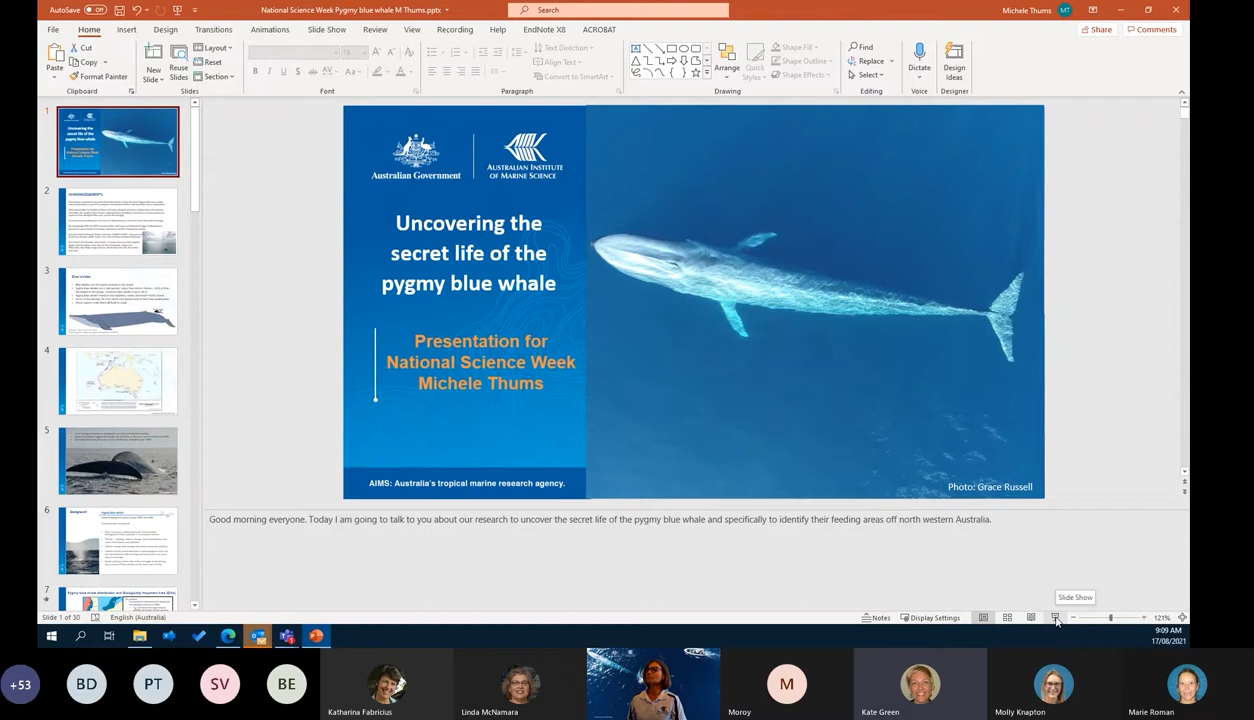 AutoSave Off
National Science Week Pygmy blue whale M Thums.pptx
Search
Michele Thums MT
File Home Insert Design Transitions Animations Slide Show Review View Recording Help EndNote X8 ACROBAT
Share Comments
Paste
Cut
Copy
Format Painter
Clipboard
New Slide
Reuse Slides
Layout
Reset
Section
Slides
Font
Text Direction
Align Text
Convert to SmartArt
Paragraph
Arrange
Quick Styles
Shape Fill
Shape Outline
Shape Effects
Drawing
Find
Replace
Select
Editing
Dictate
Voice
Design Ideas
Designer
1
2
3
4
5
6
7
Australian Government
AUSTRALIAN INSTITUTE
OF MARINE SCIENCE
Uncovering the
secret life of the
pygmy blue whale
Presentation for
National Science Week
Michele Thums
AIMS: Australia's tropical marine research agency.
Photo: Grace Russell
Good morning everyone. Today I am going to talk to you about our research to uncover the secret life of the pygmy blue whale and specifically to identify their feeding areas off north western Australia.
Slide Show
Slide 1 of 30 English (Australia)
Notes Display Settings 121%
9:09 AM
17/08/2021
+53 BD PT SV BE M
Katharina Fabricius Linda McNamara Moroy Kate Green Molly Knapton Marie Roman